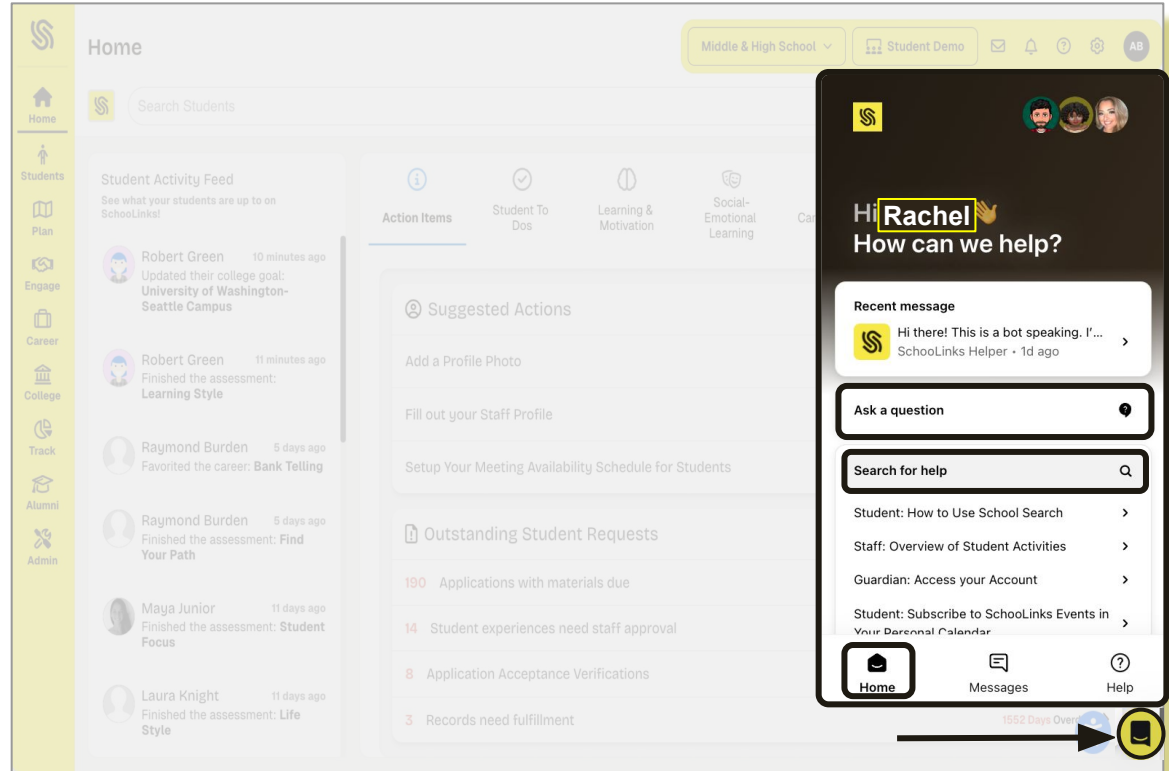 Home
Middle & High School
Student Demo
AB
Search Students
Home
Students
Plan
Engage
Career
College
Track
Alumni
Admin
Student Activity Feed
See what your students are up to on
SchooLinks!
Robert Green 10 minutes ago
Updated their college goal:
University of Washington-
Seattle Campus
Robert Green 11 minutes ago
Finished the assessment:
Learning Style
Raymond Burden 5 days ago
Favorited the career: Bank Telling
Raymond Burden 5 days ago
Finished the assessment: Find
Your Path
Maya Junior 11 days ago
Finished the assessment: Student
Focus
Laura Knight 11 days ago
Finished the assessment: Life
Style
Action Items
Student To
Dos
Learning &
Motivation
Social-
Emotional
Learning
Suggested Actions
Add a Profile Photo
Fill out your Staff Profile
Setup Your Meeting Availability Schedule for Students
Outstanding Student Requests
190 Applications with materials due
14 Student experiences need staff approval
8 Application Acceptance Verifications
3 Records need fulfillment
1552 Days
Hi Rachel
How can we help?
Recent message
Hi there! This is a bot speaking. I'...
SchooLinks Helper • 1d ago
Ask a question
Search for help
Student: How to Use School Search
Staff: Overview of Student Activities
Guardian: Access your Account
Student: Subscribe to SchooLinks Events in
Your Personal Calendar
Home
Messages
Help